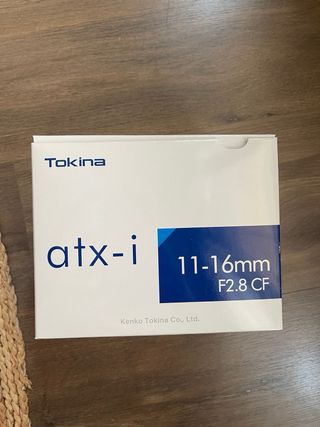 Tokina
atx-i
11-16mm
F2.8 CF
Kenko Tokina Co., Ltd.